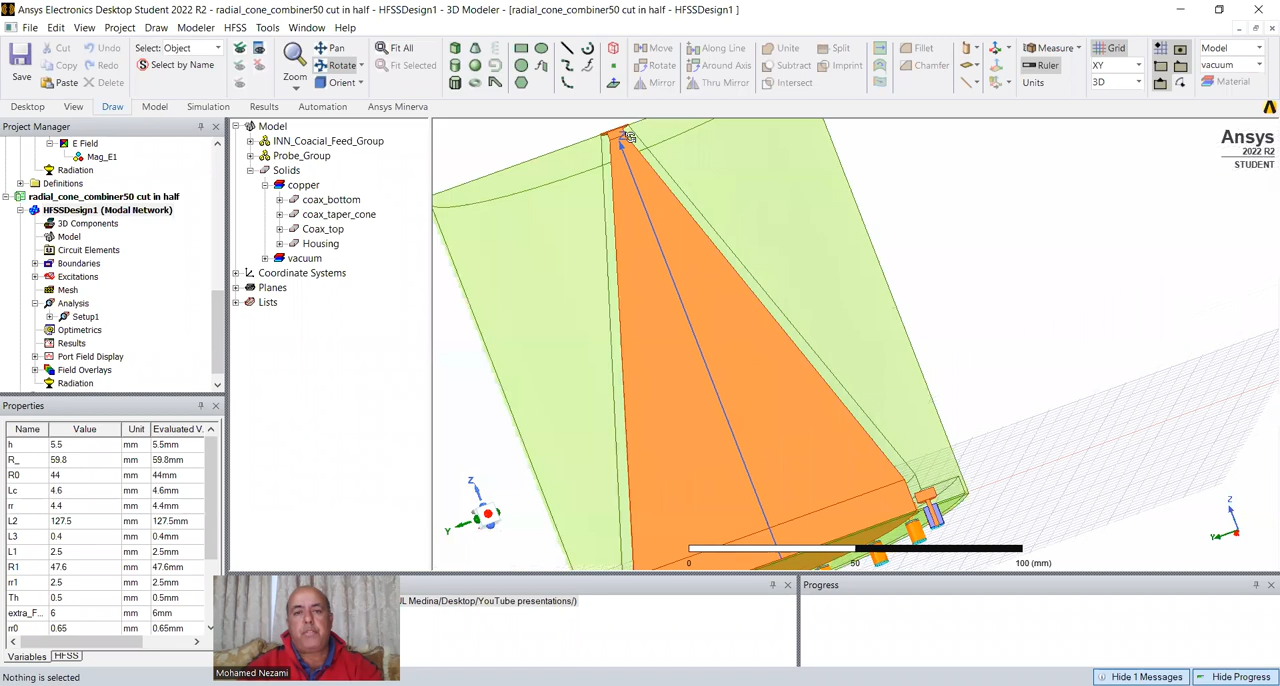 Ansys Electronics Desktop Student 2022 R2 - radial_cone_combiner50 cut in half - HFSSDesign1 - 3D Modeler - [radial_cone_combiner50 cut in half - HFSSDesign1 ]
File Edit View Project Draw Modeler HFSS Tools Window Help
Save
Cut Undo
Copy Redo
Paste Delete
Select: Object
Select by Name
Zoom
Pan
Rotate
Orient
Fit All
Fit Selected
Move Along Line
Rotate Around Axis
Mirror Thru Mirror
Unite Split
Subtract Imprint
Intersect
Fillet
Chamfer
Measure
Ruler
Units
Grid
XY
3D
Model
vacuum
Material
Desktop View Draw Model Simulation Results Automation Ansys Minerva
Project Manager
E Field
Mag_E1
Radiation
Definitions
radial_cone_combiner50 cut in half
HFSSDesign1 (Modal Network)
3D Components
Model
Circuit Elements
Boundaries
Excitations
Mesh
Analysis
Setup1
Optimetrics
Results
Port Field Display
Field Overlays
Radiation
Model
INN_Coacial_Feed_Group
Probe_Group
Solids
copper
coax_bottom
coax_taper_cone
Coax_top
Housing
vacuum
Coordinate Systems
Planes
Lists
Ansys
2022 R2
STUDENT
Z
Y
Z
Y
0 50 100 (mm)
Properties
Name Value Unit Evaluated V.
h 5.5 mm 5.5mm
R_ 59.8 mm 59.8mm
R0 44 mm 44mm
Lc 4.6 mm 4.6mm
rr 4.4 mm 4.4mm
L2 127.5 mm 127.5mm
L3 0.4 mm 0.4mm
L1 2.5 mm 2.5mm
R1 47.6 mm 47.6mm
rr1 2.5 mm 2.5mm
Th 0.5 mm 0.5mm
extra_F... 6 mm 6mm
rr0 0.65 mm 0.65mm
Variables HFSS
Mohamed Nezami
JL Medina/Desktop/YouTube presentations/)
Progress
Nothing is selected
Hide 1 Messages
Hide Progress